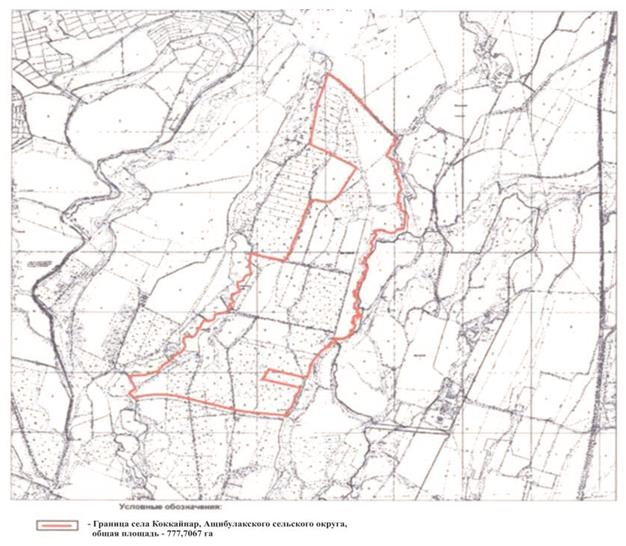 Условные обозначения:
- Граница села Коккайнар, Ащибулакского сельского округа,
общая площадь - 777,7067 га